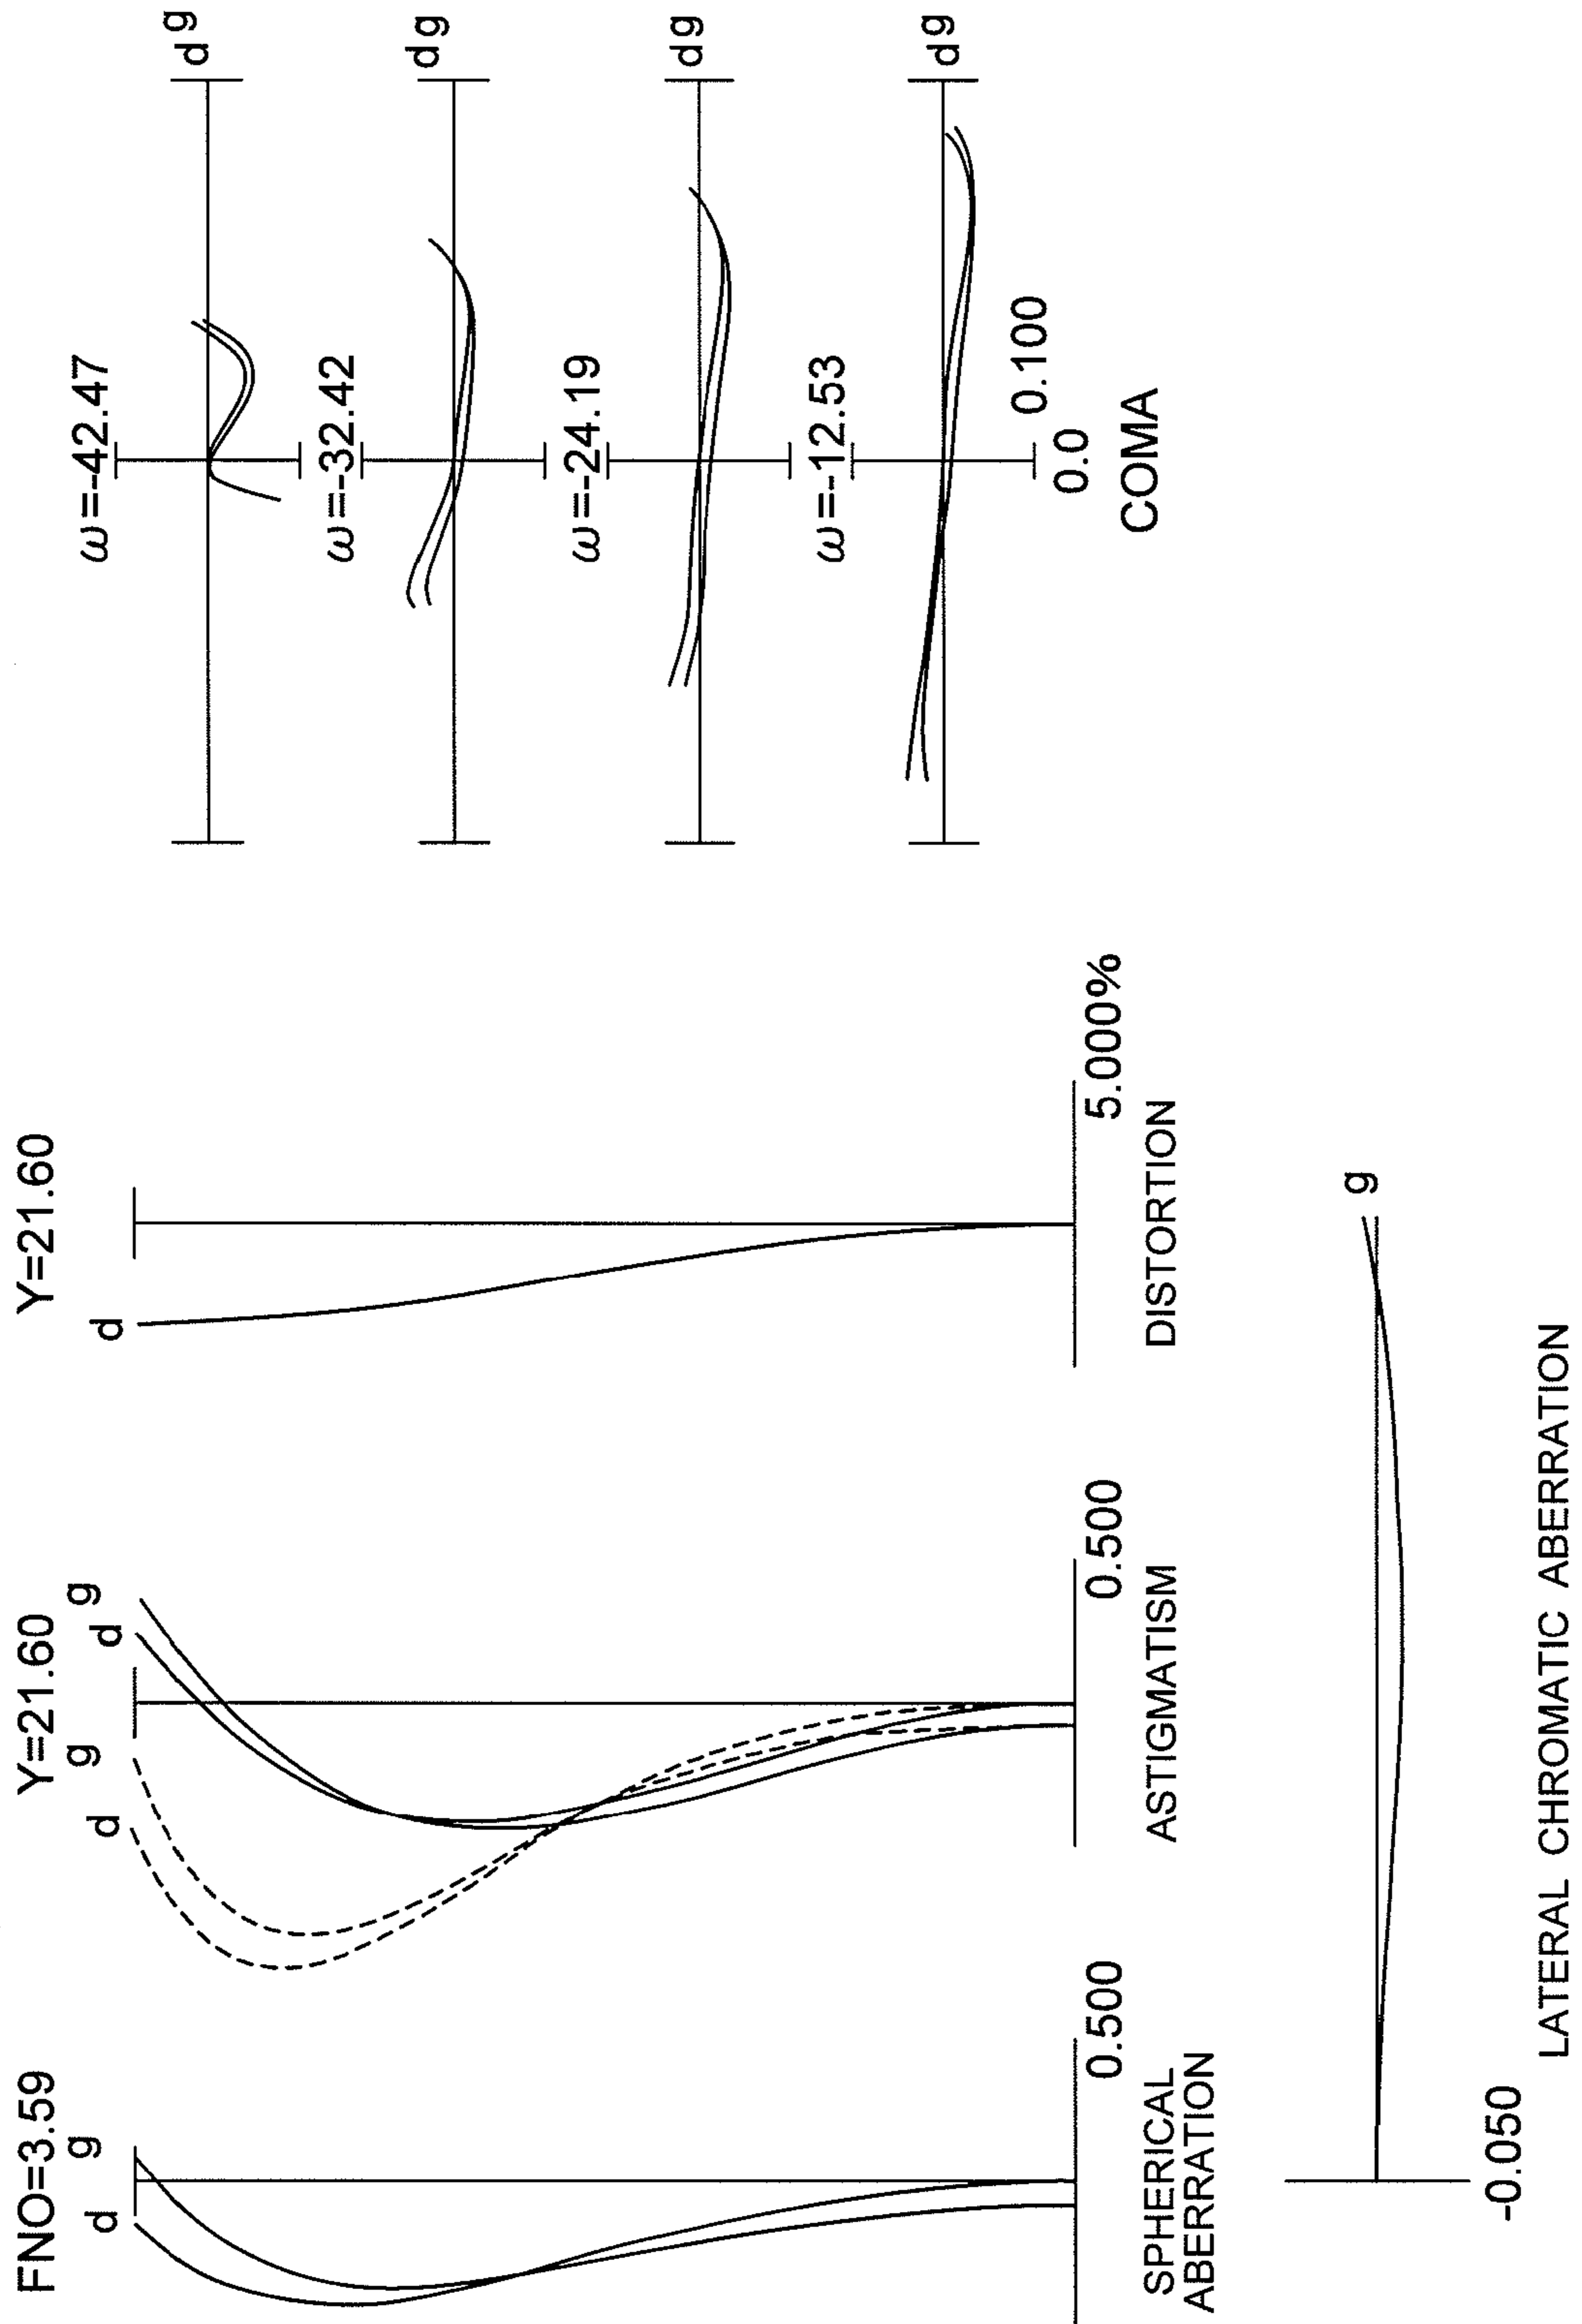 FNO=3.59
d
g
0.500
SPHERICAL
ABERRATION
Y=21.60
d
g
d
g
0.500
ASTIGMATISM
Y=21.60
d
5.000%
DISTORTION
ω=-42.47
d g
ω=-32.42
d g
ω=-24.19
d g
ω=-12.53
d g
0.0
0.100
COMA
g
-0.050
LATERAL CHROMATIC ABERRATION